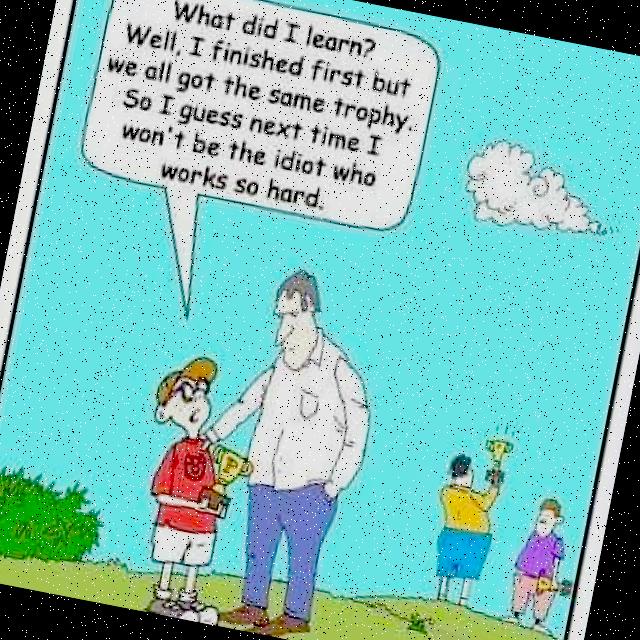 What did I learn?
Well, I finished first but
we all got the same trophy.
So I guess next time I
won't be the idiot who
works so hard.